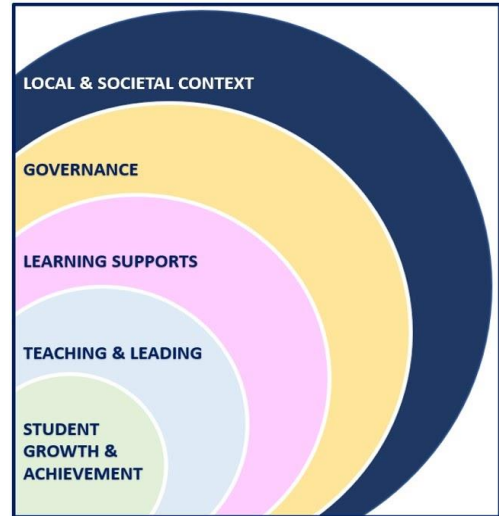 LOCAL & SOCIETAL CONTEXT
GOVERNANCE
LEARNING SUPPORTS
TEACHING & LEADING
STUDENT
GROWTH &
ACHIEVEMENT